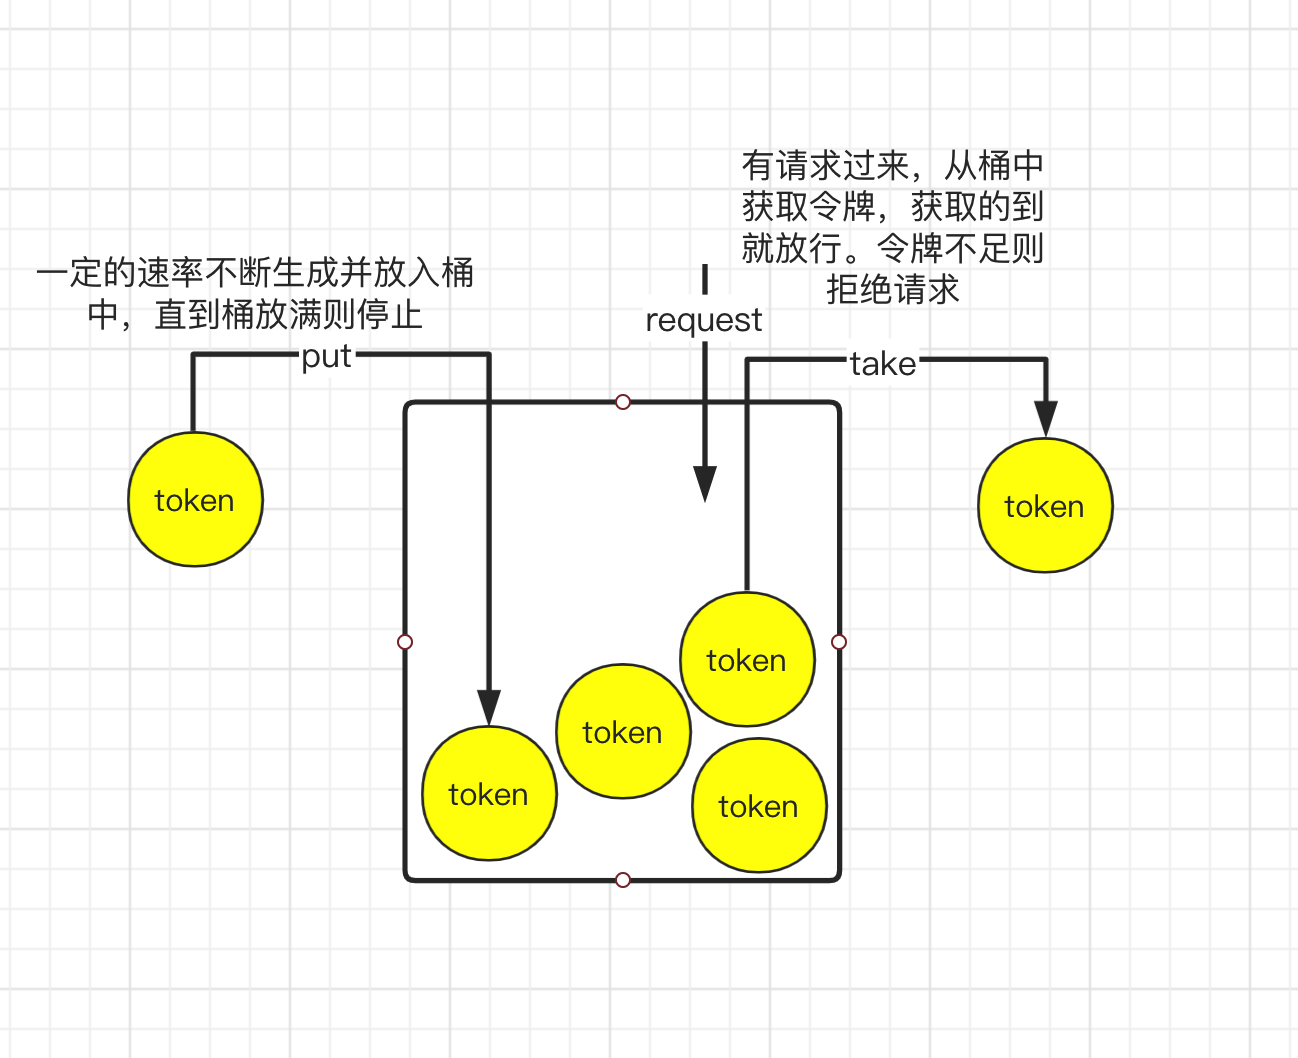 有请求过来，从桶中
获取令牌，获取的到
就放行。令牌不足则
拒绝请求
一定的速率不断生成并放入桶
中，直到桶放满则停止
request
put
take
token
token
token
token
token
token